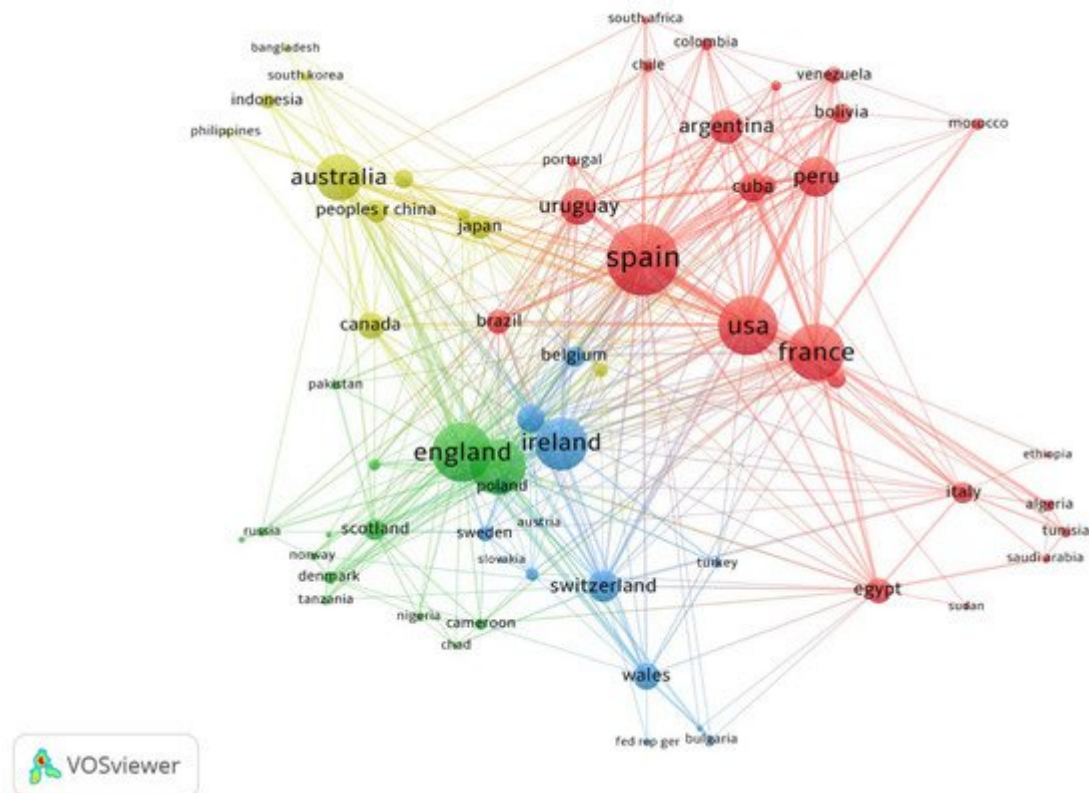 south africa
colombia
bangladesh
chile
south korea
venezuela
indonesia
bolivia
philippines
argentina
morocco
portugal
australia
cuba
peru
peoples r china
uruguay
japan
spain
canada
brazil
usa
belgium
france
pakistan
england
ireland
ethiopia
poland
italy
algeria
russia
scotland
sweden
austria
tunisia
norway
slovakia
turkey
saudi arabia
denmark
switzerland
egypt
tanzania
sudan
nigeria
cameroon
chad
wales
fed rep ger
bulgaria
VOSviewer